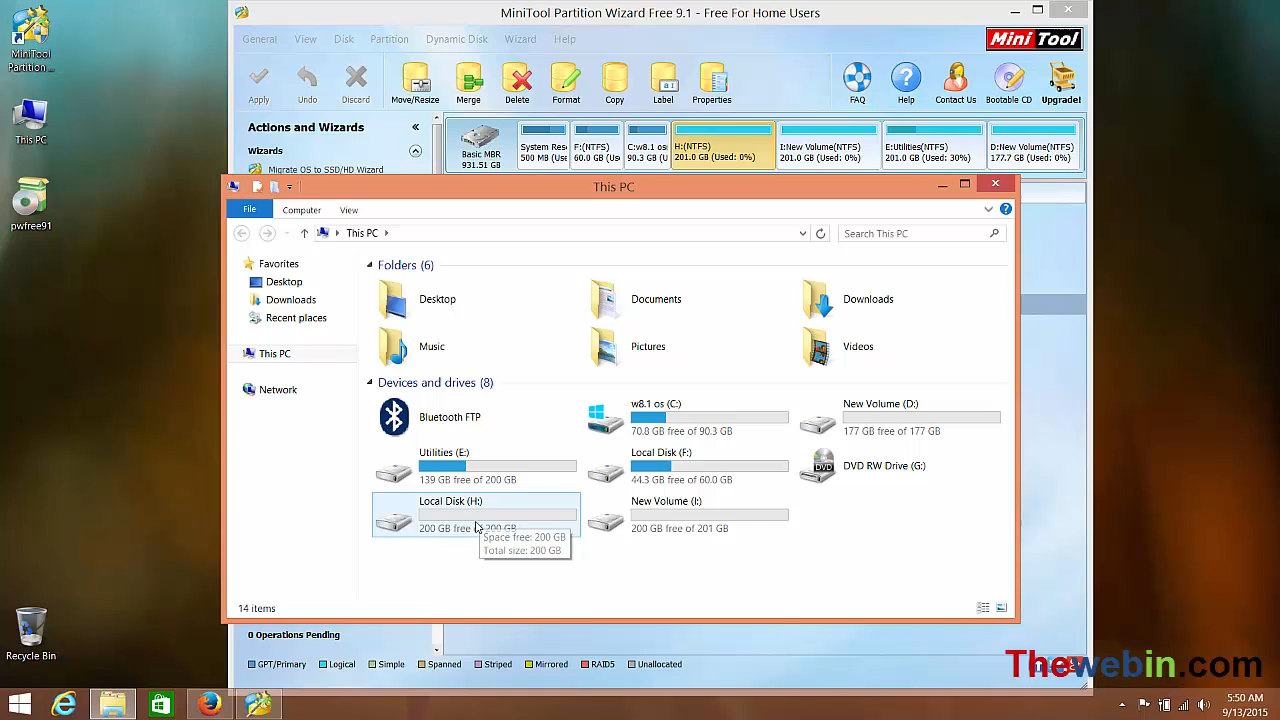 MiniTool Partition Wizard Free 9.1 - Free For Home Users
MiniTool
Partition ...
This PC
pwfree91
Recycle Bin
General View Disk Partition Dynamic Disk Wizard Help
Mini Tool
Apply Undo Discard Move/Resize Merge Delete Format Copy Label Properties FAQ Help Contact Us Bootable CD Upgrade!
Actions and Wizards
Wizards
Migrate OS to SSD/HD Wizard
Basic MBR
931.51 GB
System Res
500 MB (Us
F:(NTFS)
60.0 GB (Us
C:w8.1 os
90.3 GB (U
H:(NTFS)
201.0 GB (Used: 0%)
I:New Volume(NTFS)
201.0 GB (Used: 0%)
E:Utilities(NTFS)
201.0 GB (Used: 30%)
D:New Volume(NTFS)
177.7 GB (Used: 0%)
This PC
File Computer View
This PC
Search This PC
Favorites
Desktop
Downloads
Recent places
This PC
Network
Folders (6)
Desktop
Documents
Downloads
Music
Pictures
Videos
Devices and drives (8)
Bluetooth FTP
w8.1 os (C:)
70.8 GB free of 90.3 GB
New Volume (D:)
177 GB free of 177 GB
Utilities (E:)
139 GB free of 200 GB
Local Disk (F:)
44.3 GB free of 60.0 GB
DVD
DVD RW Drive (G:)
Local Disk (H:)
200 GB free of 200 GB
New Volume (I:)
200 GB free of 201 GB
Space free: 200 GB
Total size: 200 GB
14 items
0 Operations Pending
GPT/Primary Logical Simple Spanned Striped Mirrored RAID5 Unallocated
Thewebin.com
5:50 AM
9/13/2015